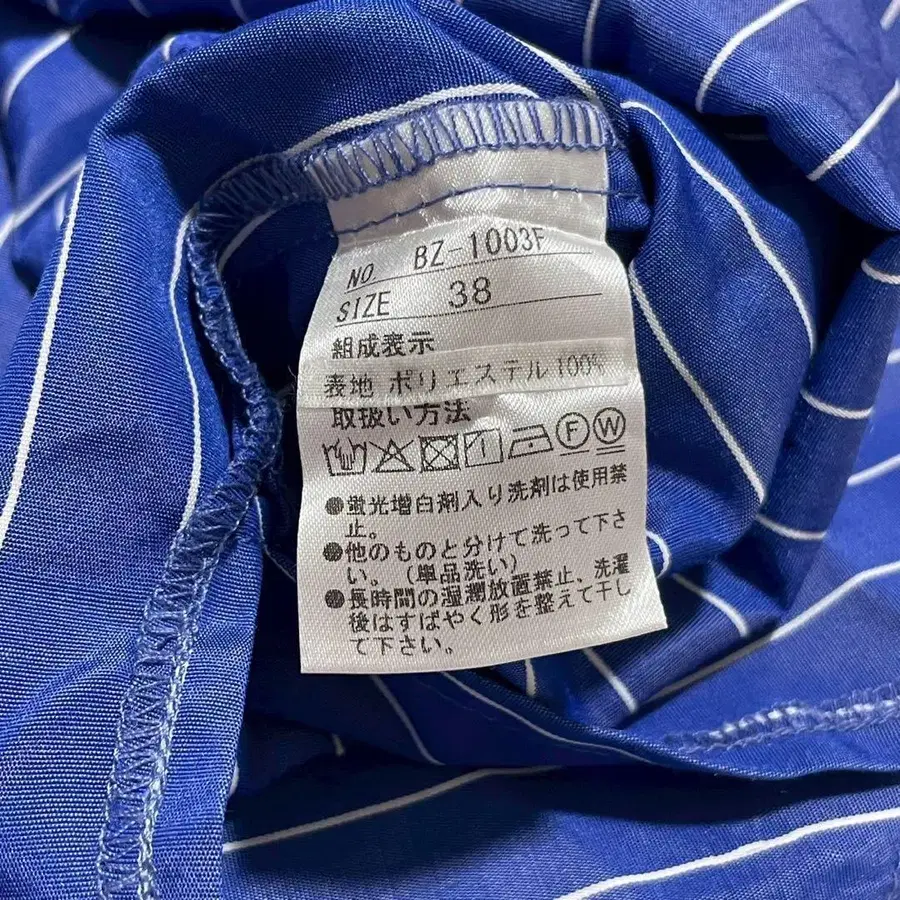 NO. BZ-1003F
SIZE 38
組成表示
表地 ポリエステル100%
取扱い方法
F W
●蛍光増白剤入り洗剤は使用禁
止。
●他のものと分けて洗って下さ
い。(単品洗い)
●長時間の湿潤放置禁止、洗濯
後はすばやく形を整えて干し
て下さい。